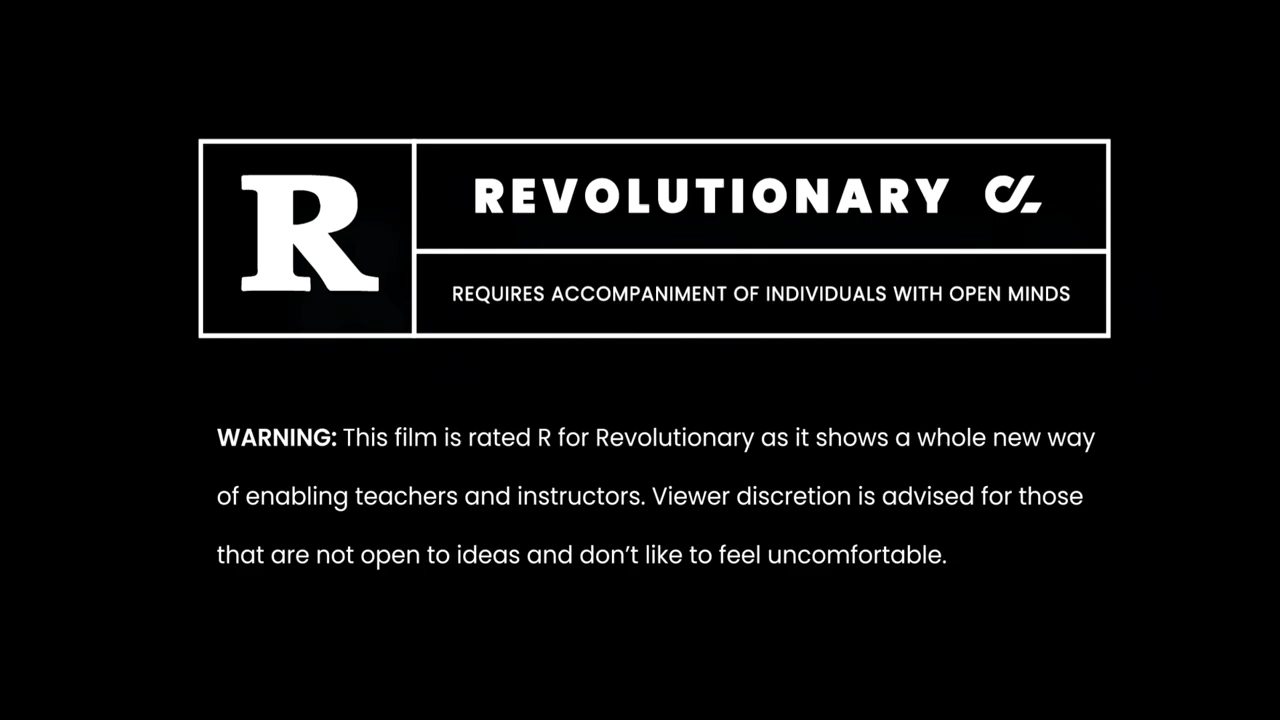 R
REVOLUTIONARY
REQUIRES ACCOMPANIMENT OF INDIVIDUALS WITH OPEN MINDS
WARNING: This film is rated R for Revolutionary as it shows a whole new way
of enabling teachers and instructors. Viewer discretion is advised for those
that are not open to ideas and don’t like to feel uncomfortable.